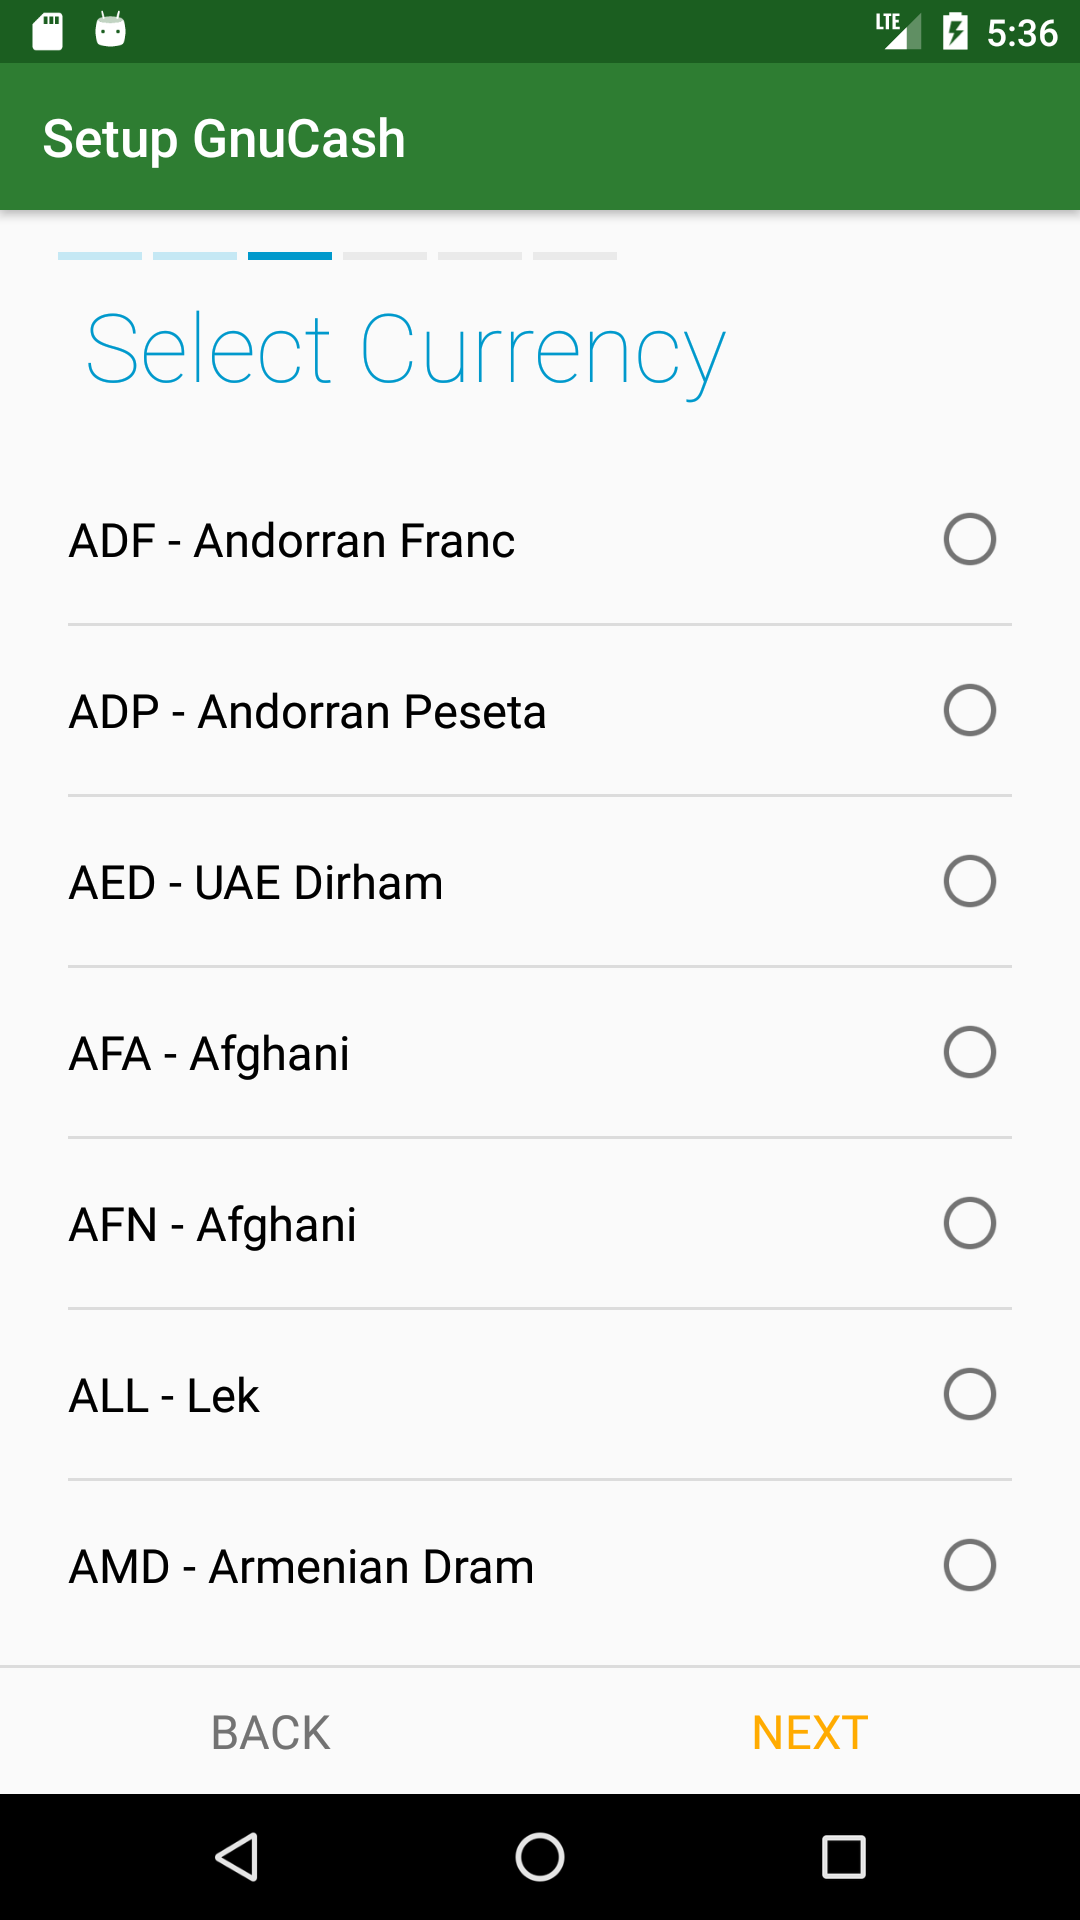 LTE 5:36
Setup GnuCash
Select Currency
ADF - Andorran Franc
ADP - Andorran Peseta
AED - UAE Dirham
AFA - Afghani
AFN - Afghani
ALL - Lek
AMD - Armenian Dram
BACK NEXT